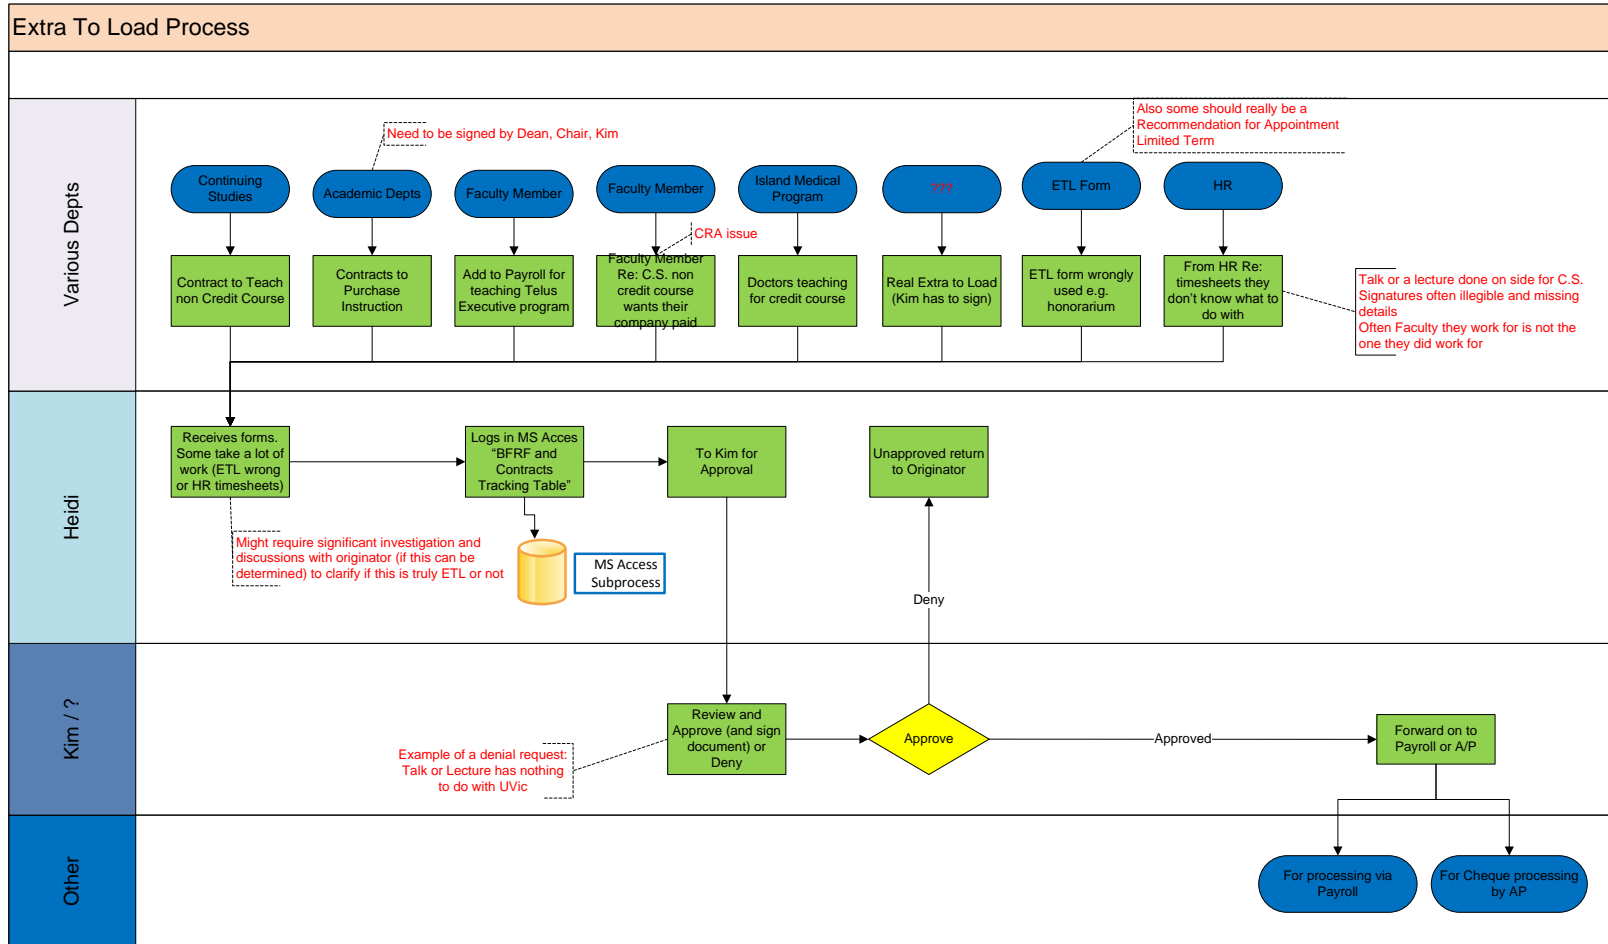 Extra To Load Process
Various Depts
Need to be signed by Dean, Chair, Kim
Also some should really be a
Recommendation for Appointment
Limited Term
Continuing
Studies
Academic Depts
Faculty Member
Faculty Member
Island Medical
Program
???
ETL Form
HR
CRA issue
Contract to Teach
non Credit Course
Contracts to
Purchase
Instruction
Add to Payroll for
teaching Telus
Executive program
Faculty Member
Re: C.S. non
credit course
wants their
company paid
Doctors teaching
for credit course
Real Extra to Load
(Kim has to sign)
ETL form wrongly
used e.g.
honorarium
From HR Re:
timesheets they
don't know what to
do with
Talk or a lecture done on side for C.S.
Signatures often illegible and missing
details
Often Faculty they work for is not the
one they did work for
Heidi
Receives forms.
Some take a lot of
work (ETL wrong
or HR timesheets)
Logs in MS Acces
“BFRF and
Contracts
Tracking Table”
To Kim for
Approval
Unapproved return
to Originator
Might require significant investigation and
discussions with originator (if this can be
determined) to clarify if this is truly ETL or not
MS Access
Subprocess
Deny
Kim / ?
Review and
Approve (and sign
document) or
Deny
Example of a denial request:
Talk or Lecture has nothing
to do with UVic
Approve
Approved
Forward on to
Payroll or A/P
Other
For processing via
Payroll
For Cheque processing
by AP